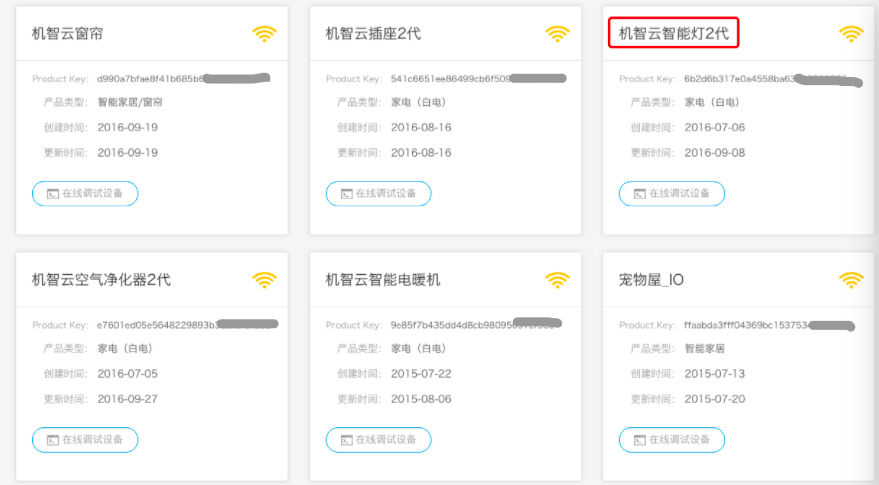 机智云窗帘
Product Key: d990a7bfae8f41b685b6
产品类型: 智能家居/窗帘
创建时间: 2016-09-19
更新时间: 2016-09-19
在线调试设备
机智云插座2代
Product Key: 541c6651ee86499cb6f509
产品类型: 家电（白电）
创建时间: 2016-08-16
更新时间: 2016-08-16
在线调试设备
机智云智能灯2代
Product Key: 6b2d6b317e0a4558ba63
产品类型: 家电（白电）
创建时间: 2016-07-06
更新时间: 2016-09-08
在线调试设备
机智云空气净化器2代
Product Key: e7601ed05e5648229893b
产品类型: 家电（白电）
创建时间: 2016-07-05
更新时间: 2016-09-27
在线调试设备
机智云智能电暖机
Product Key: 9e85f7b435dd4d8cb98095
产品类型: 家电（白电）
创建时间: 2015-07-22
更新时间: 2015-08-06
在线调试设备
宠物屋_IO
Product Key: ffaabda3fff04369bc153753
产品类型: 智能家居
创建时间: 2015-07-13
更新时间: 2015-07-20
在线调试设备